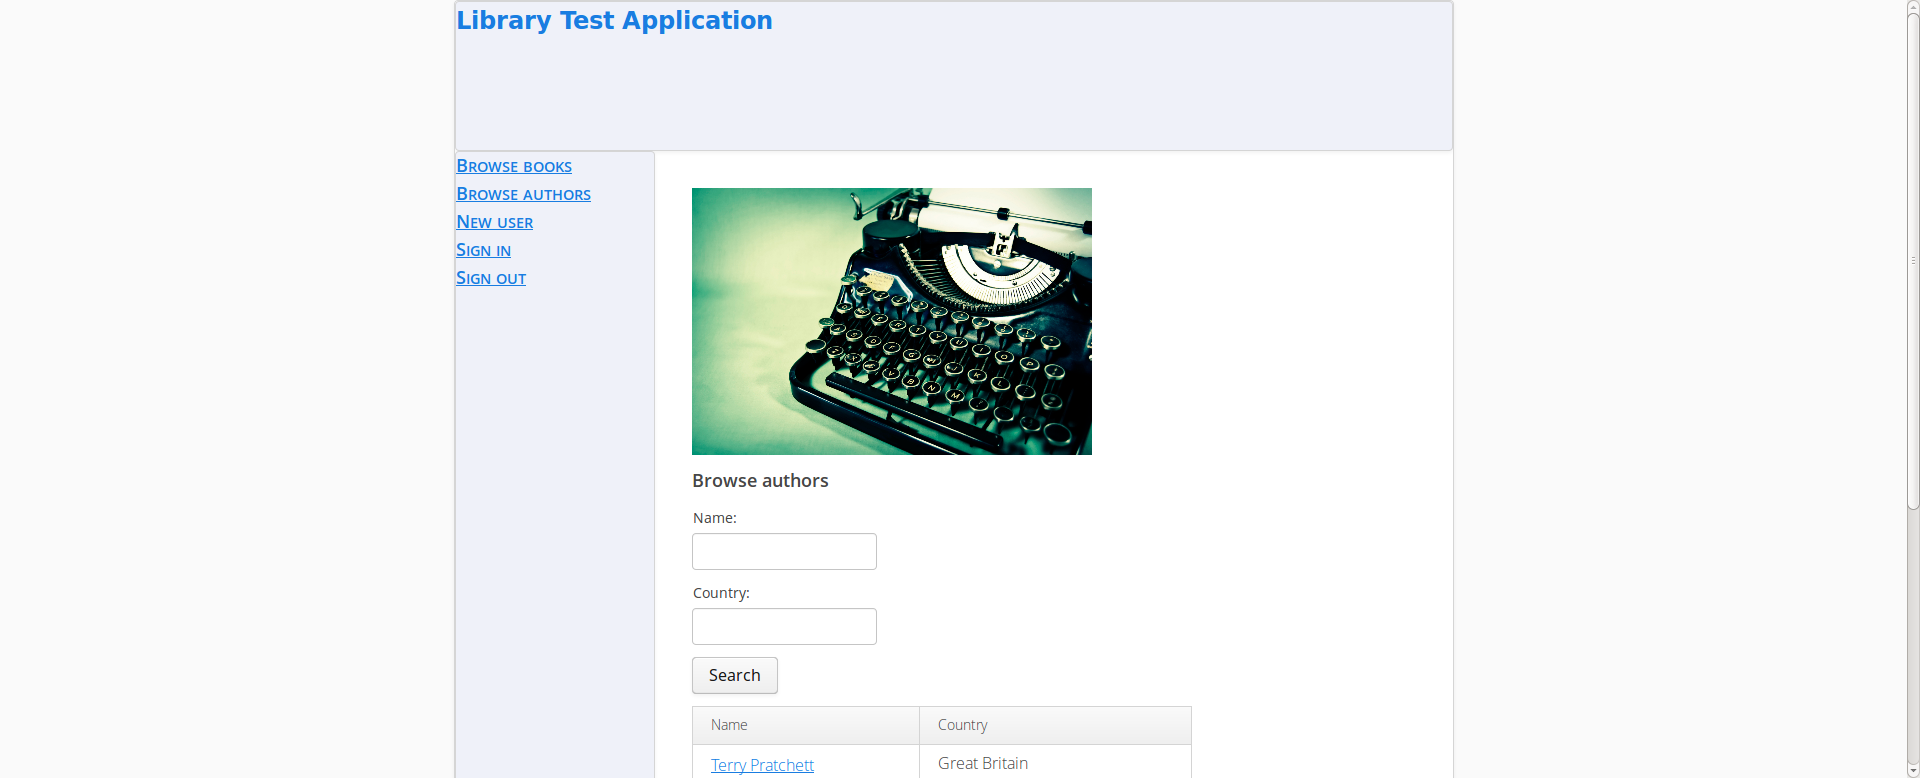 Library Test Application
Browse books
Browse authors
New user
Sign in
Sign out
Browse authors
Name:
Country:
Search
Name Country
Terry Pratchett Great Britain